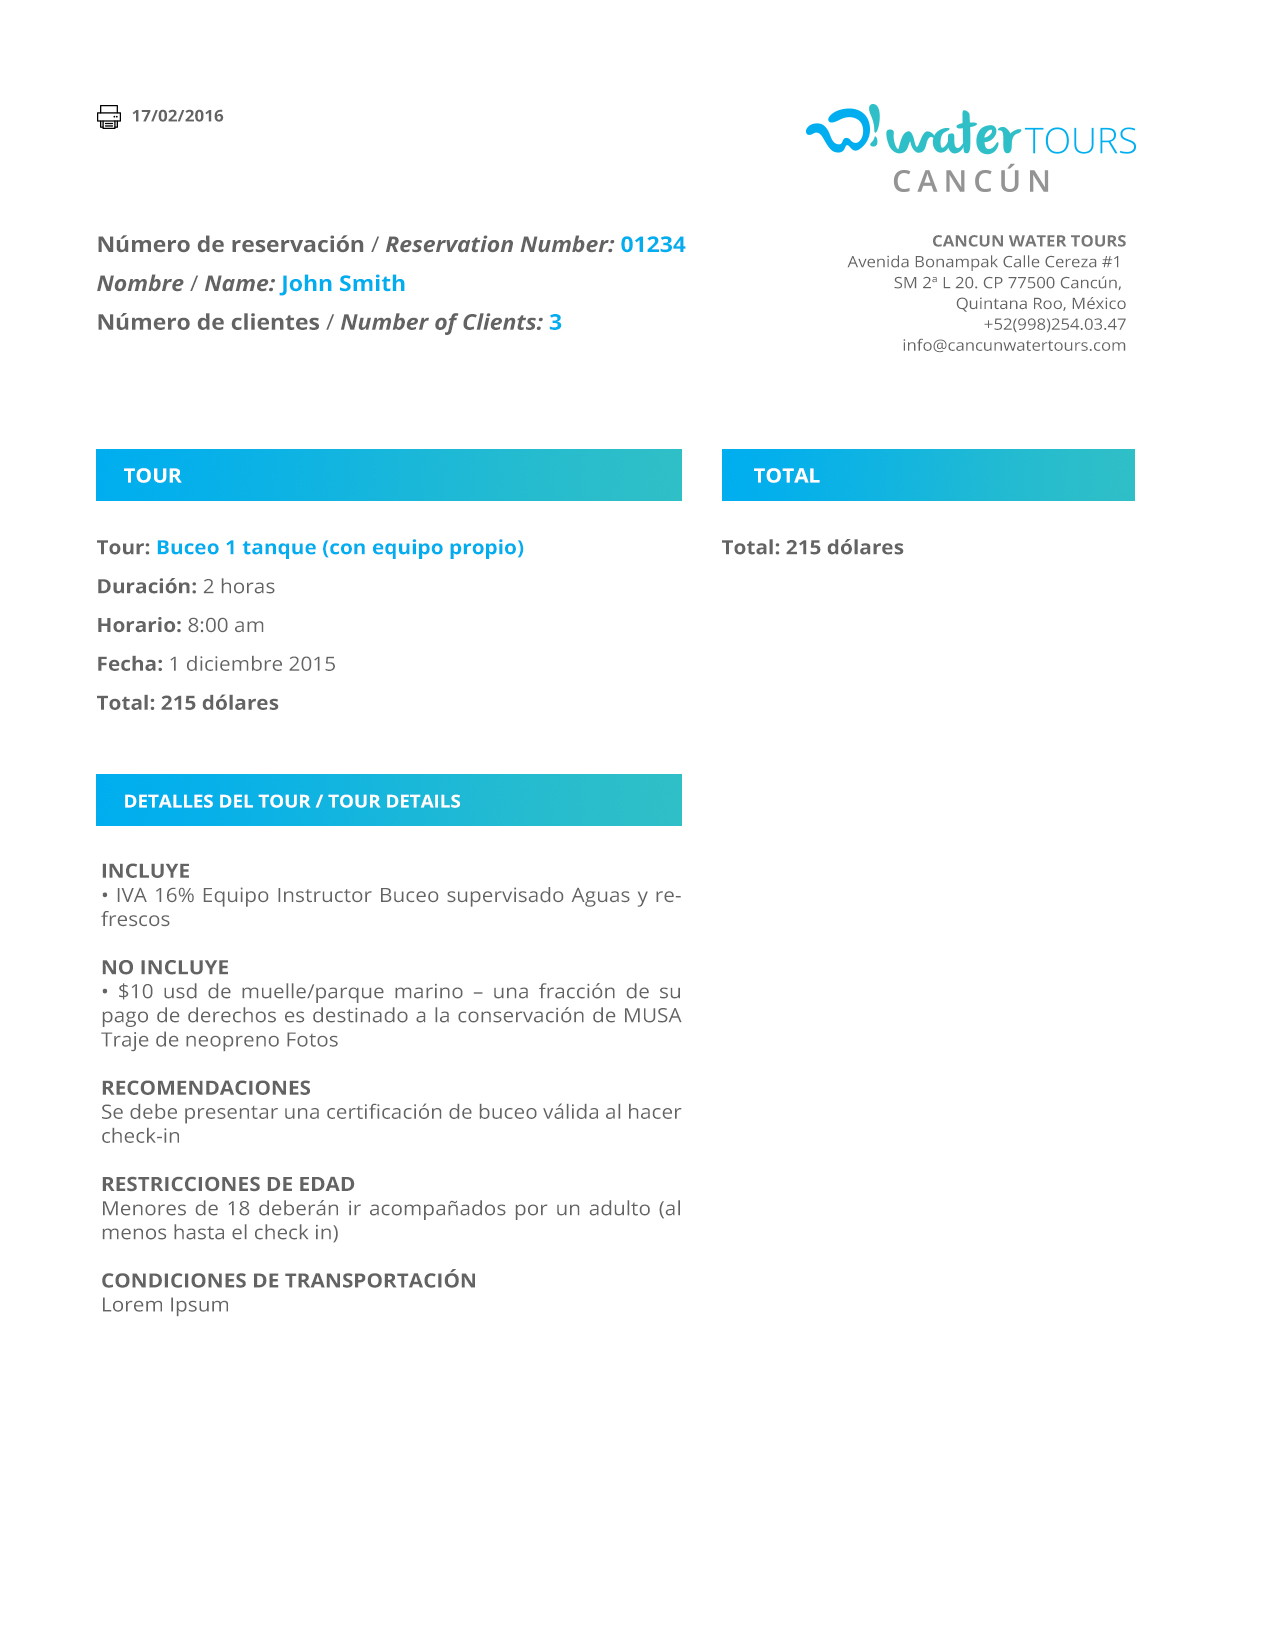 17/02/2016
W! water TOURS
CANCÚN
Número de reservación / Reservation Number: 01234
Nombre / Name: John Smith
Número de clientes / Number of Clients: 3
CANCUN WATER TOURS
Avenida Bonampak Calle Cereza #1
SM 2ª L 20. CP 77500 Cancún,
Quintana Roo, México
+52(998)254.03.47
info@cancunwatertours.com
TOUR
Tour: Buceo 1 tanque (con equipo propio)
Duración: 2 horas
Horario: 8:00 am
Fecha: 1 diciembre 2015
Total: 215 dólares
TOTAL
Total: 215 dólares
DETALLES DEL TOUR / TOUR DETAILS
INCLUYE
• IVA 16% Equipo Instructor Buceo supervisado Aguas y re-
frescos
NO INCLUYE
• $10 usd de muelle/parque marino – una fracción de su
pago de derechos es destinado a la conservación de MUSA
Traje de neopreno Fotos
RECOMENDACIONES
Se debe presentar una certificación de buceo válida al hacer
check-in
RESTRICCIONES DE EDAD
Menores de 18 deberán ir acompañados por un adulto (al
menos hasta el check in)
CONDICIONES DE TRANSPORTACIÓN
Lorem Ipsum